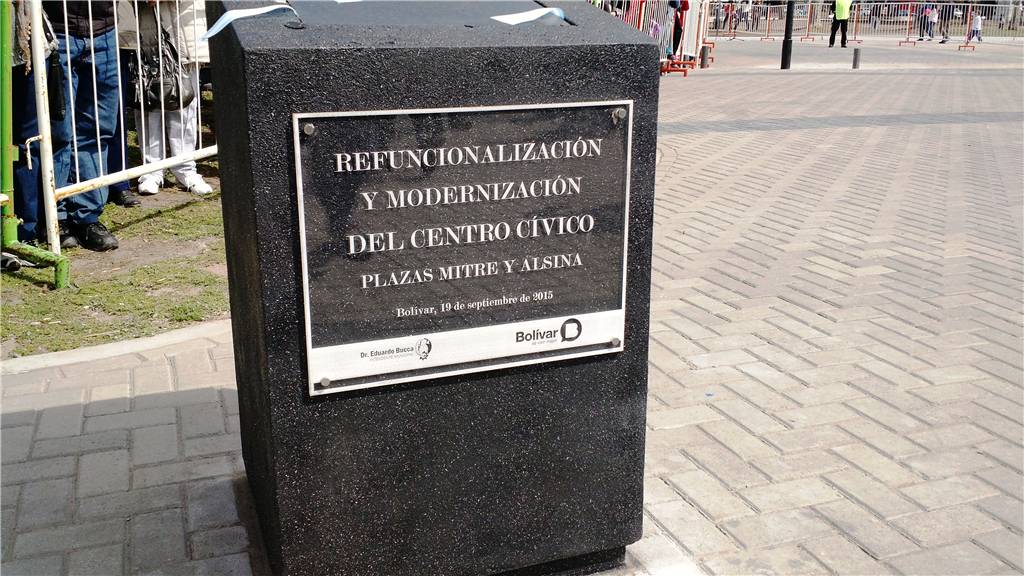 REFUNCIONALIZACIÓN
Y MODERNIZACIÓN
DEL CENTRO CÍVICO
PLAZAS MITRE Y ALSINA
Bolívar, 19 de septiembre de 2015
Dr. Eduardo Bucca
Bolívar